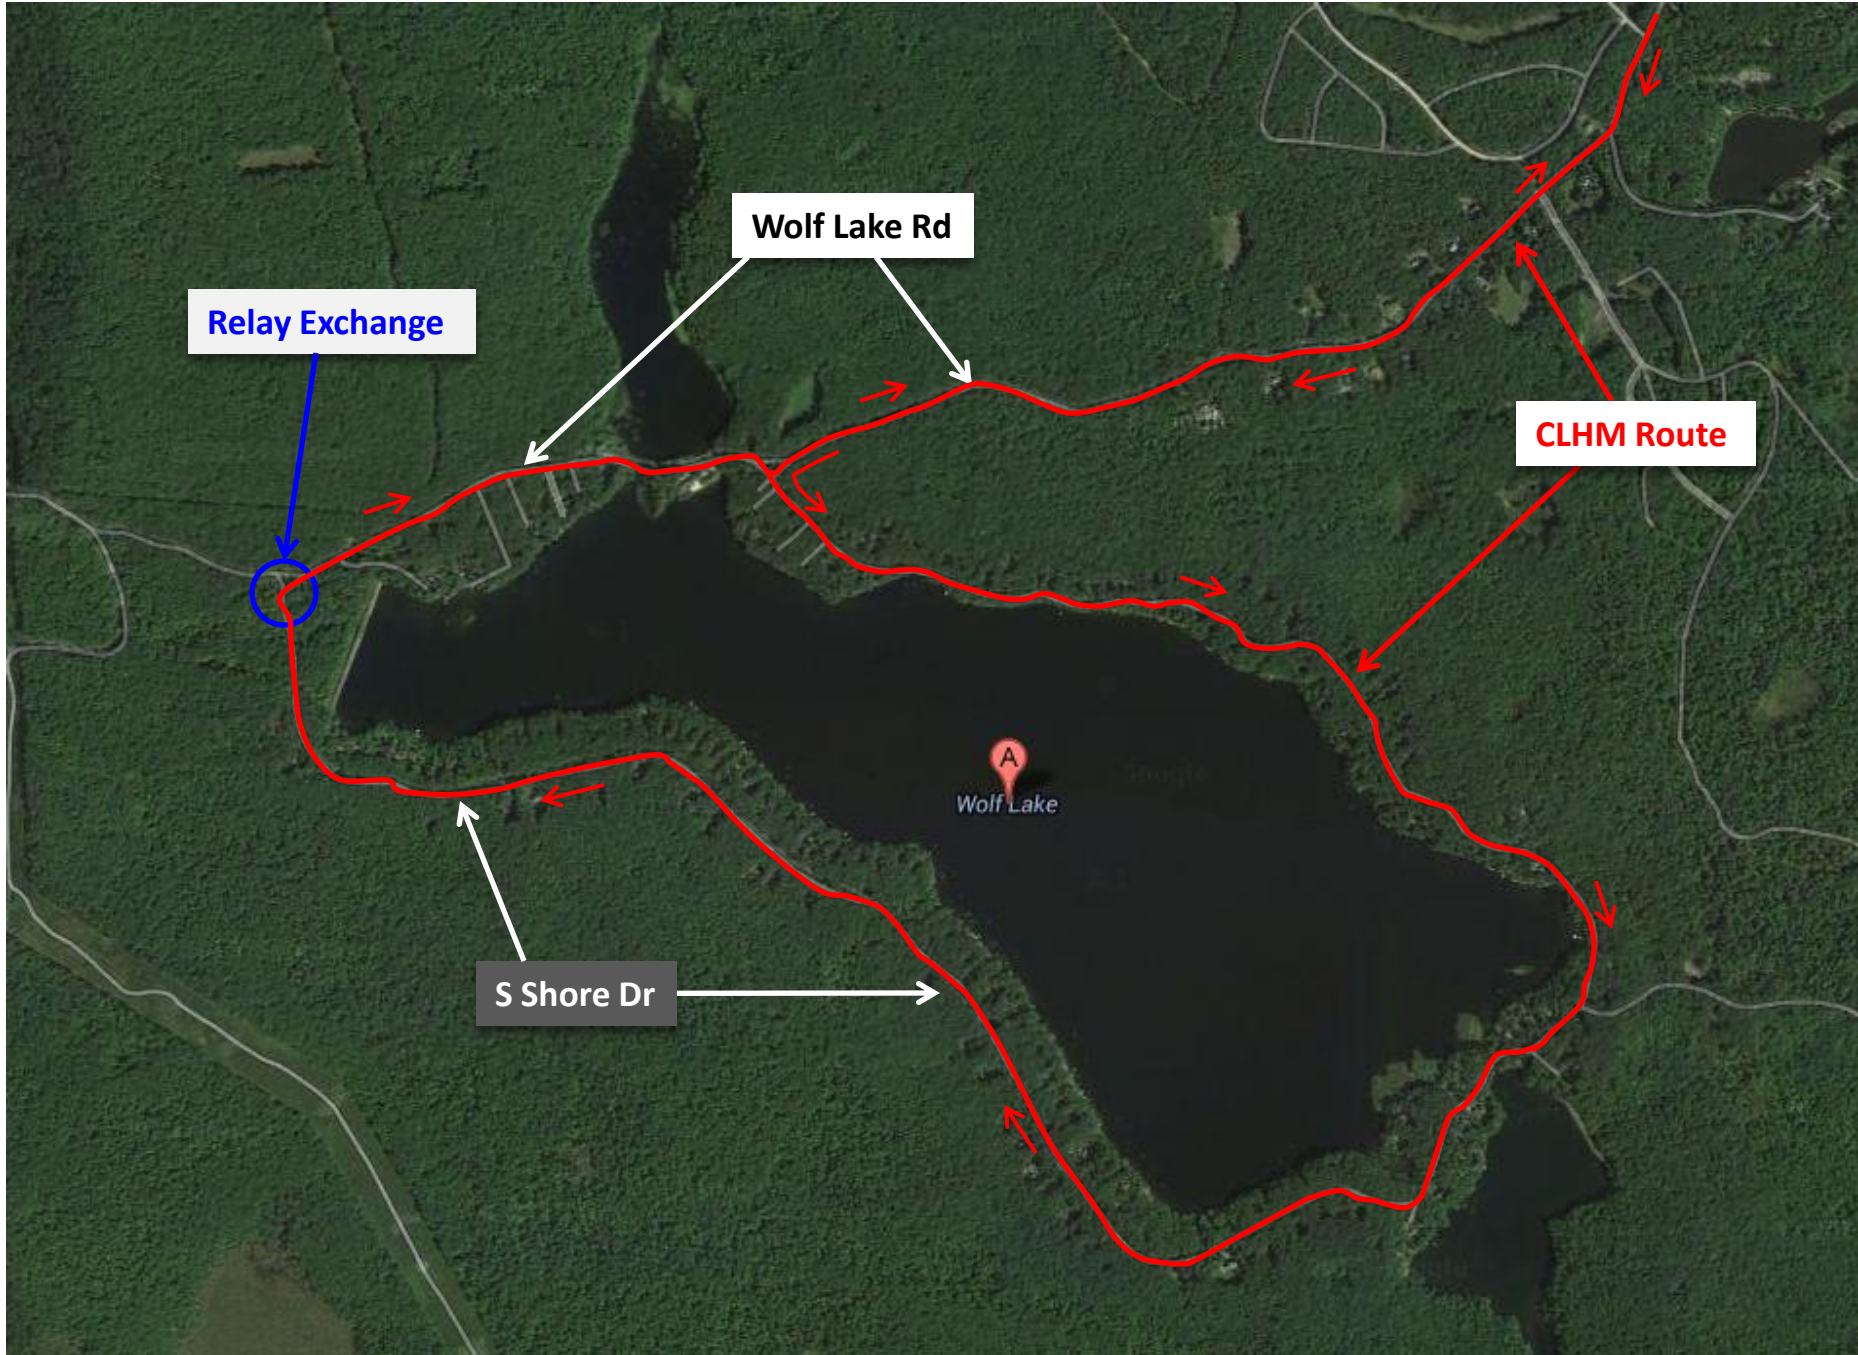 Wolf Lake Rd
Relay Exchange
CLHM Route
A
Wolf Lake
S Shore Dr